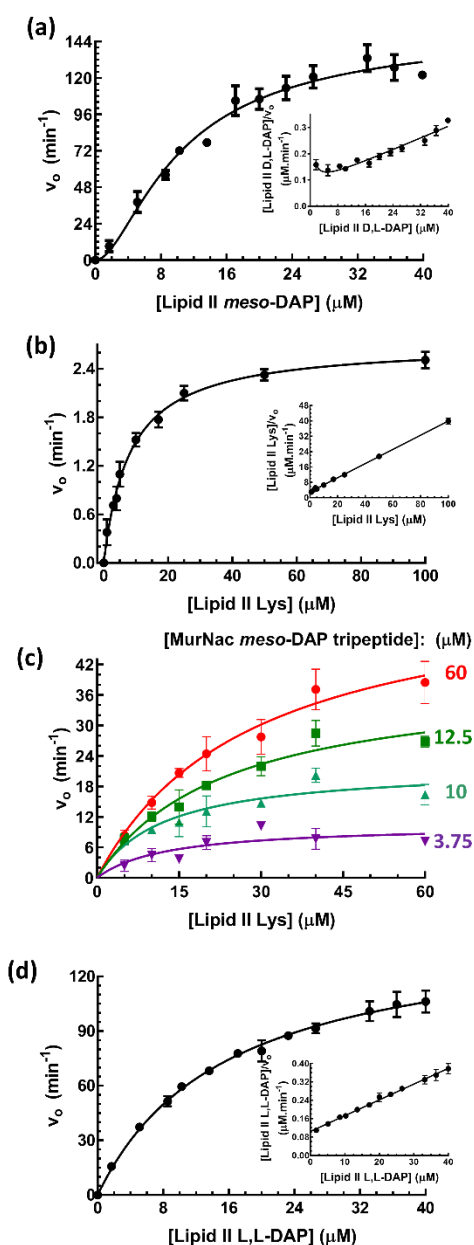 (a)
144
120
96
72
48
24
0
0 8 16 24 32 40
v₀ (min⁻¹)
[Lipid II meso-DAP] (μM)
[Lipid II D,L-DAP]/v₀
(μM.min⁻¹)
0.3
0.2
0.1
0.0
0 8 16 24 32 40
[Lipid II D,L-DAP] (μM)
(b)
2.4
1.8
1.2
0.6
0.0
0 20 40 60 80 100
v₀ (min⁻¹)
[Lipid II Lys] (μM)
[Lipid II Lys]/v₀
(μM.min⁻¹)
48
40
32
24
16
8
0
0 20 40 60 80 100
[Lipid II Lys] (μM)
[MurNac meso-DAP tripeptide]: (μM)
(c)
42
36
30
24
18
12
6
0
0 15 30 45 60
v₀ (min⁻¹)
60
12.5
10
3.75
[Lipid II Lys] (μM)
(d)
120
90
60
30
0
0 8 16 24 32 40
v₀ (min⁻¹)
[Lipid II L,L-DAP] (μM)
[Lipid II L,L-DAP]/v₀
(μM.min⁻¹)
0.40
0.32
0.24
0.16
0.08
0.00
0 8 16 24 32 40
[Lipid II L,L-DAP] (μM)